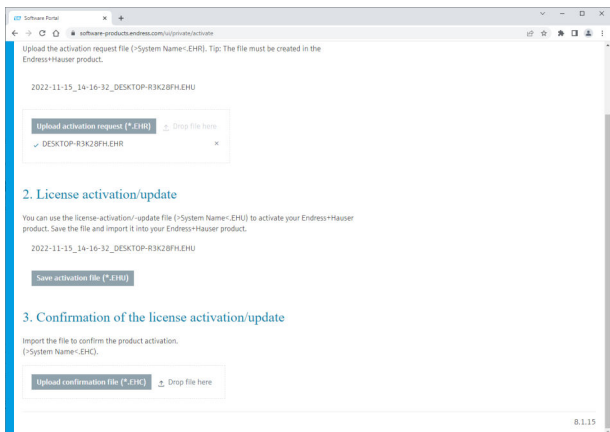 Software Portal
software-products.endress.com/ui/private/activate
Upload the activation request file (>System Name<.EHR). Tip: The file must be created in the
Endress+Hauser product.
2022-11-15_14-16-32_DESKTOP-R3K28FH.EHU
Upload activation request (*.EHR) Drop file here
DESKTOP-R3K28FH.EHR
2. License activation/update
You can use the license-activation/-update file (>System Name<.EHU) to activate your Endress+Hauser
product. Save the file and import it into your Endress+Hauser product.
2022-11-15_14-16-32_DESKTOP-R3K28FH.EHU
Save activation file (*.EHU)
3. Confirmation of the license activation/update
Import the file to confirm the product activation.
(>System Name<.EHC).
Upload confirmation file (*.EHC) Drop file here
8.1.15